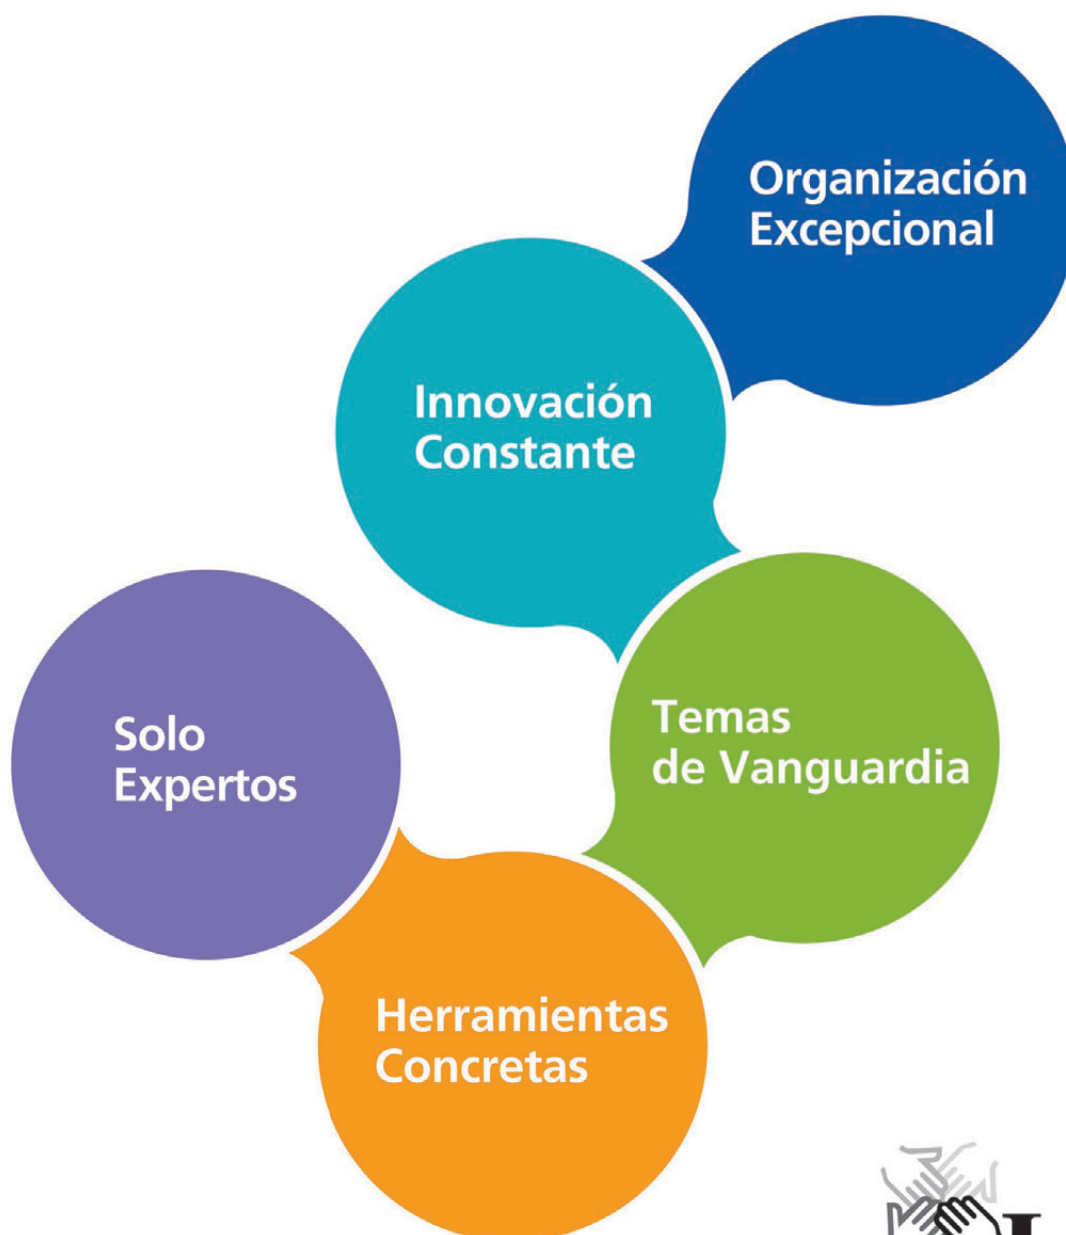 Organización
Excepcional
Innovación
Constante
Temas
de Vanguardia
Solo
Expertos
Herramientas
Concretas